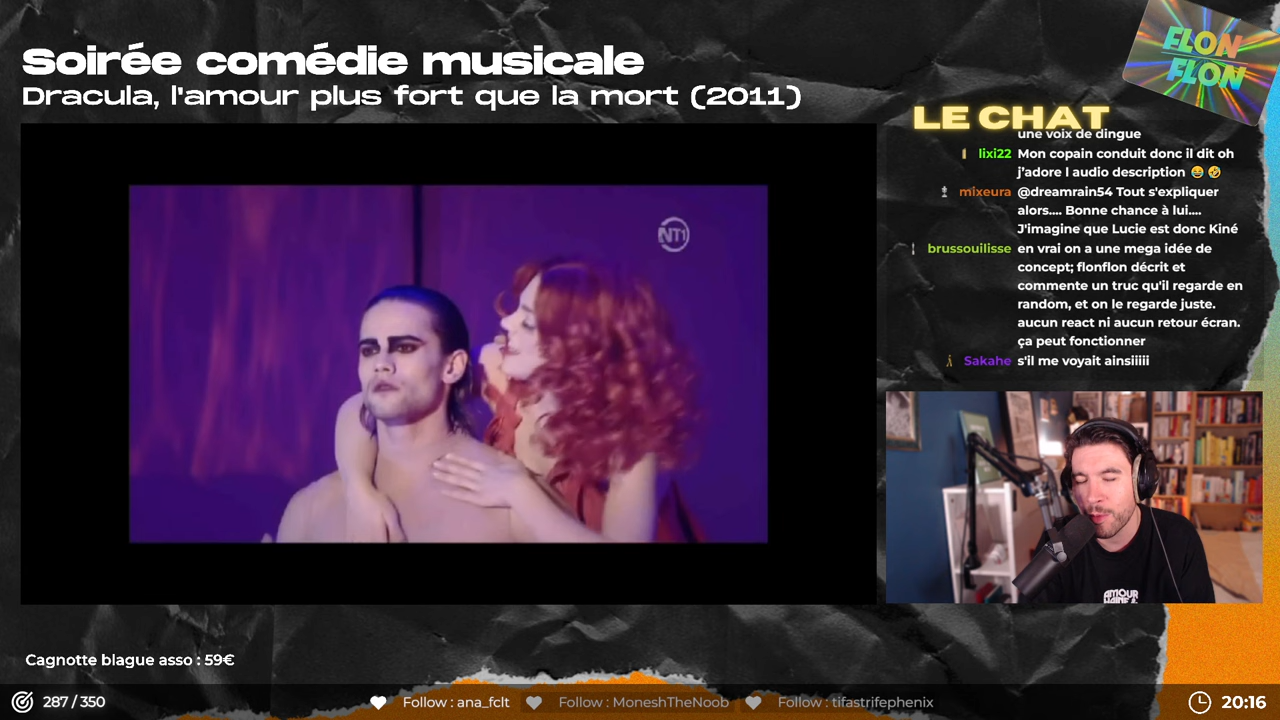 Soirée comédie musicale
Dracula, l'amour plus fort que la mort (2011)
FLON
FLON
LE CHAT
une voix de dingue
lixi22 Mon copain conduit donc il dit oh
j'adore l audio description 😂 🤣
mixeura @dreamrain54 Tout s'expliquer
alors.... Bonne chance à lui....
J'imagine que Lucie est donc Kiné
brussouilisse en vrai on a une mega idée de
concept; flonflon décrit et
commente un truc qu'il regarde en
random, et on le regarde juste.
aucun react ni aucun retour écran.
ça peut fonctionner
Sakahe s'il me voyait ainsiiiii
NT1
AMOUR
HAINE &
Cagnotte blague asso : 59€
287 / 350
Follow : ana_fclt
Follow : MoneshTheNoob
Follow : tifastrifephenix
20:16